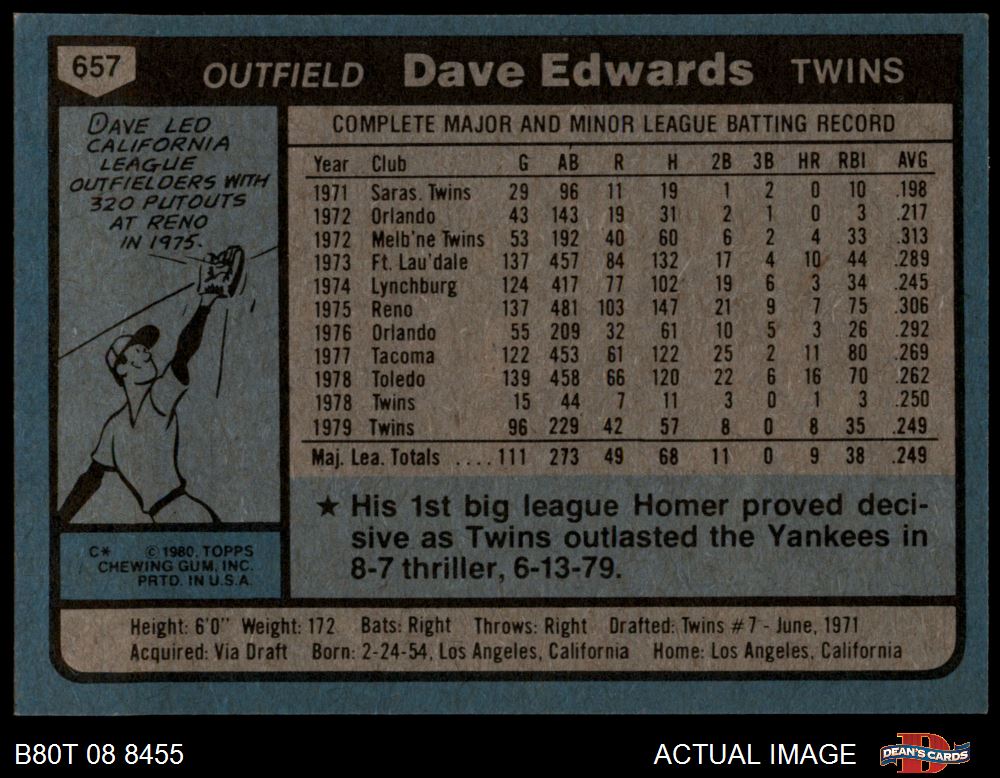 657 OUTFIELD Dave Edwards TWINS
DAVE LED
CALIFORNIA
LEAGUE
OUTFIELDERS WITH
320 PUTOUTS
AT RENO
IN 1975.
COMPLETE MAJOR AND MINOR LEAGUE BATTING RECORD
Year Club G AB R H 2B 3B HR RBI AVG
1971 Saras. Twins 29 96 11 19 1 2 0 10 .198
1972 Orlando 43 143 19 31 2 1 0 3 .217
1972 Melb'ne Twins 53 192 40 60 6 2 4 33 .313
1973 Ft. Lau'dale 137 457 84 132 17 4 10 44 .289
1974 Lynchburg 124 417 77 102 19 6 3 34 .245
1975 Reno 137 481 103 147 21 9 7 75 .306
1976 Orlando 55 209 32 61 10 5 3 26 .292
1977 Tacoma 122 453 61 122 25 2 11 80 .269
1978 Toledo 139 458 66 120 22 6 16 70 .262
1978 Twins 15 44 7 11 3 0 1 3 .250
1979 Twins 96 229 42 57 8 0 8 35 .249
Maj. Lea. Totals ....111 273 49 68 11 0 9 38 .249
★ His 1st big league Homer proved deci-
sive as Twins outlasted the Yankees in
8-7 thriller, 6-13-79.
C* © 1980. TOPPS
CHEWING GUM, INC.
PRTD. IN U.S.A.
Height: 6'0" Weight: 172 Bats: Right Throws: Right Drafted: Twins #7 - June, 1971
Acquired: Via Draft Born: 2-24-54, Los Angeles, California Home: Los Angeles, California
B80T 08 8455 ACTUAL IMAGE DEAN'S CARDS